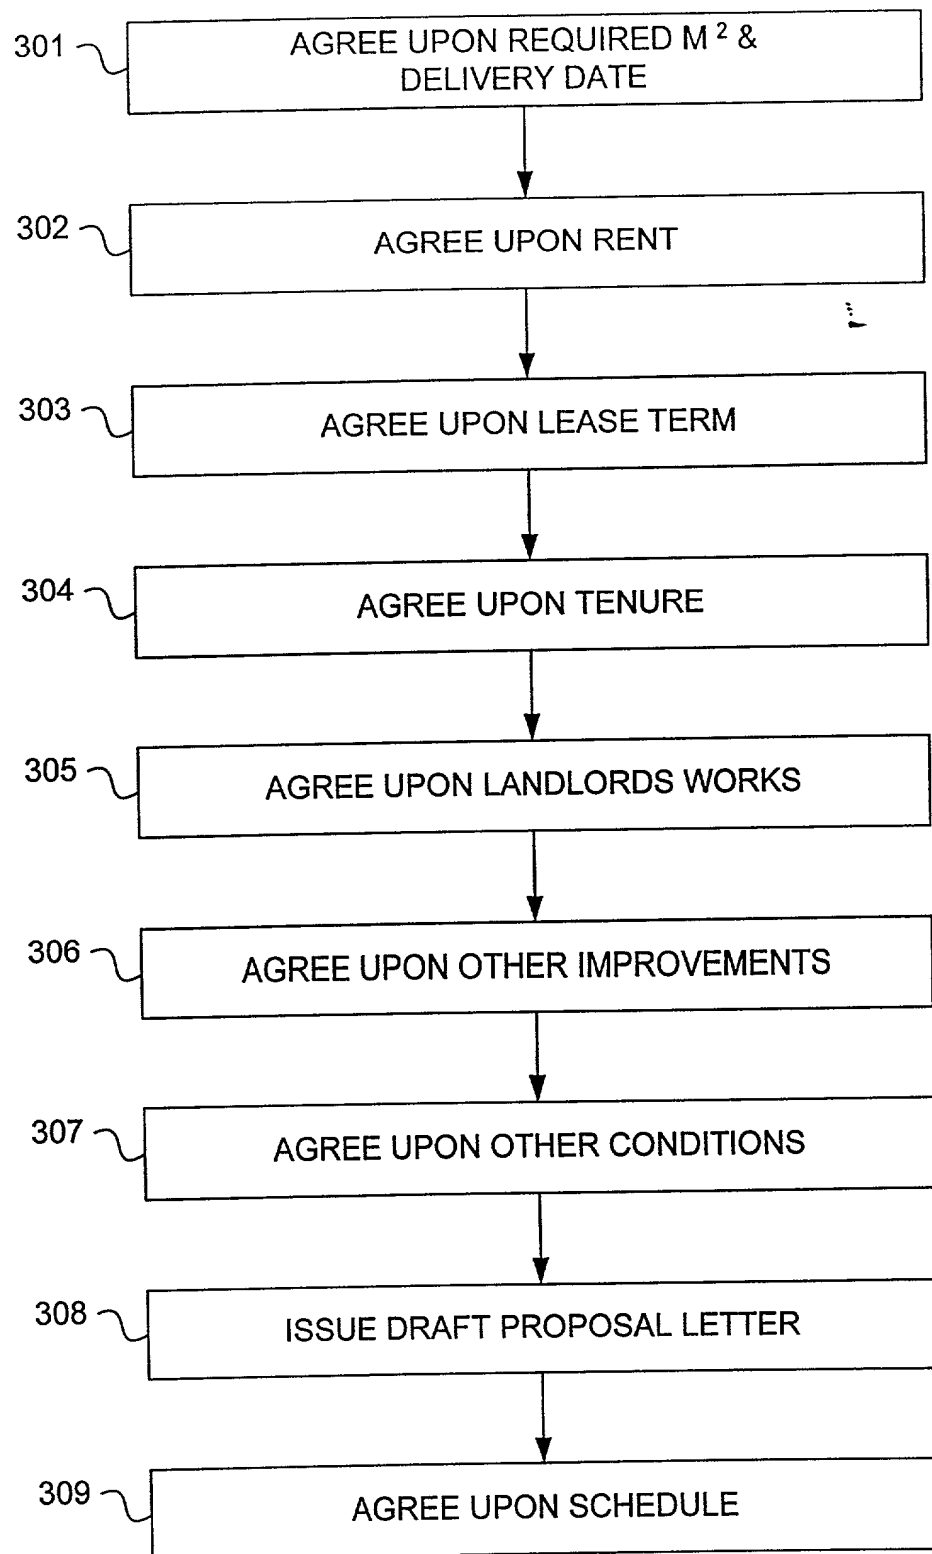 301
AGREE UPON REQUIRED M ² &
DELIVERY DATE
302
AGREE UPON RENT
303
AGREE UPON LEASE TERM
304
AGREE UPON TENURE
305
AGREE UPON LANDLORDS WORKS
306
AGREE UPON OTHER IMPROVEMENTS
307
AGREE UPON OTHER CONDITIONS
308
ISSUE DRAFT PROPOSAL LETTER
309
AGREE UPON SCHEDULE